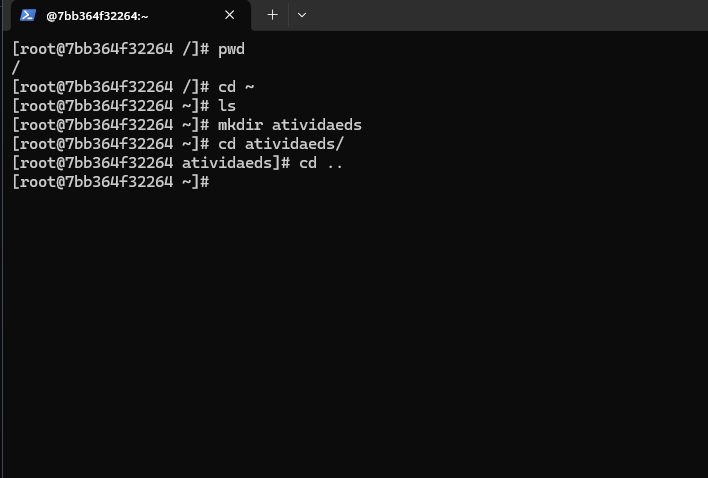 @7bb364f32264:~
[root@7bb364f32264 /]# pwd
/
[root@7bb364f32264 /]# cd ~
[root@7bb364f32264 ~]# ls
[root@7bb364f32264 ~]# mkdir atividaeds
[root@7bb364f32264 ~]# cd atividaeds/
[root@7bb364f32264 atividaeds]# cd ..
[root@7bb364f32264 ~]#